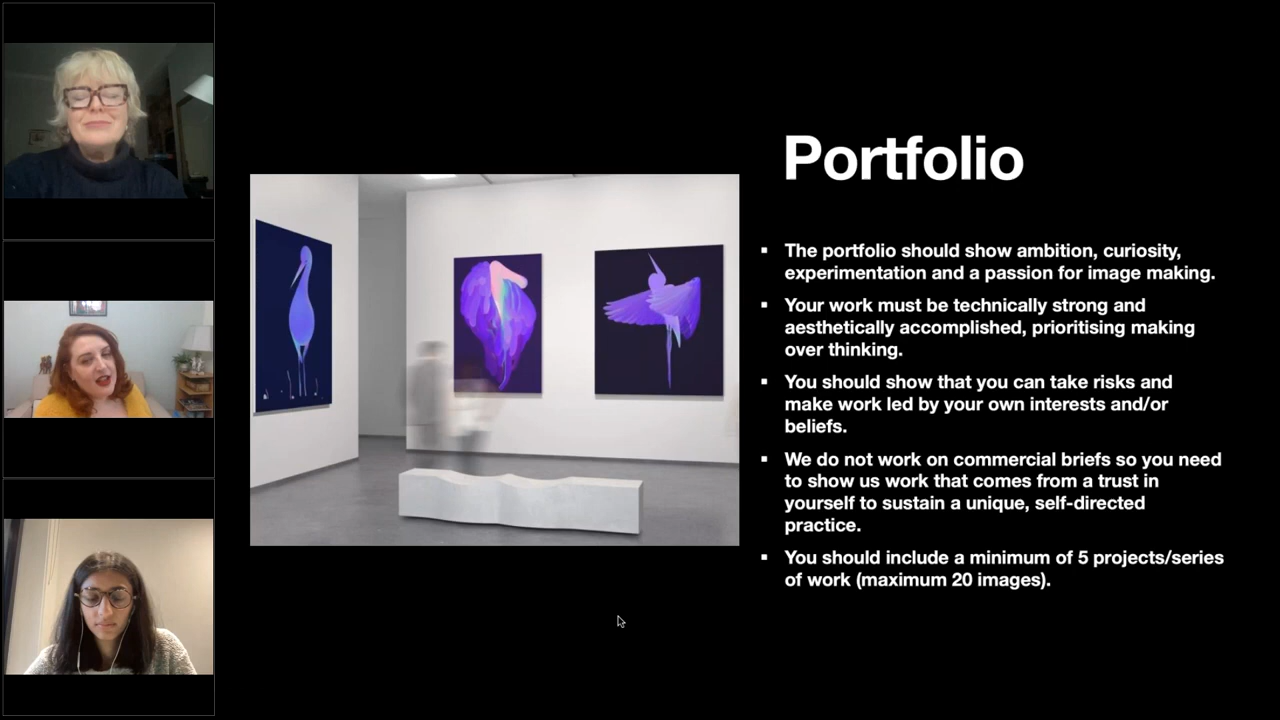 Portfolio
▪ The portfolio should show ambition, curiosity,
experimentation and a passion for image making.
▪ Your work must be technically strong and
aesthetically accomplished, prioritising making
over thinking.
▪ You should show that you can take risks and
make work led by your own interests and/or
beliefs.
▪ We do not work on commercial briefs so you need
to show us work that comes from a trust in
yourself to sustain a unique, self-directed
practice.
▪ You should include a minimum of 5 projects/series
of work (maximum 20 images).